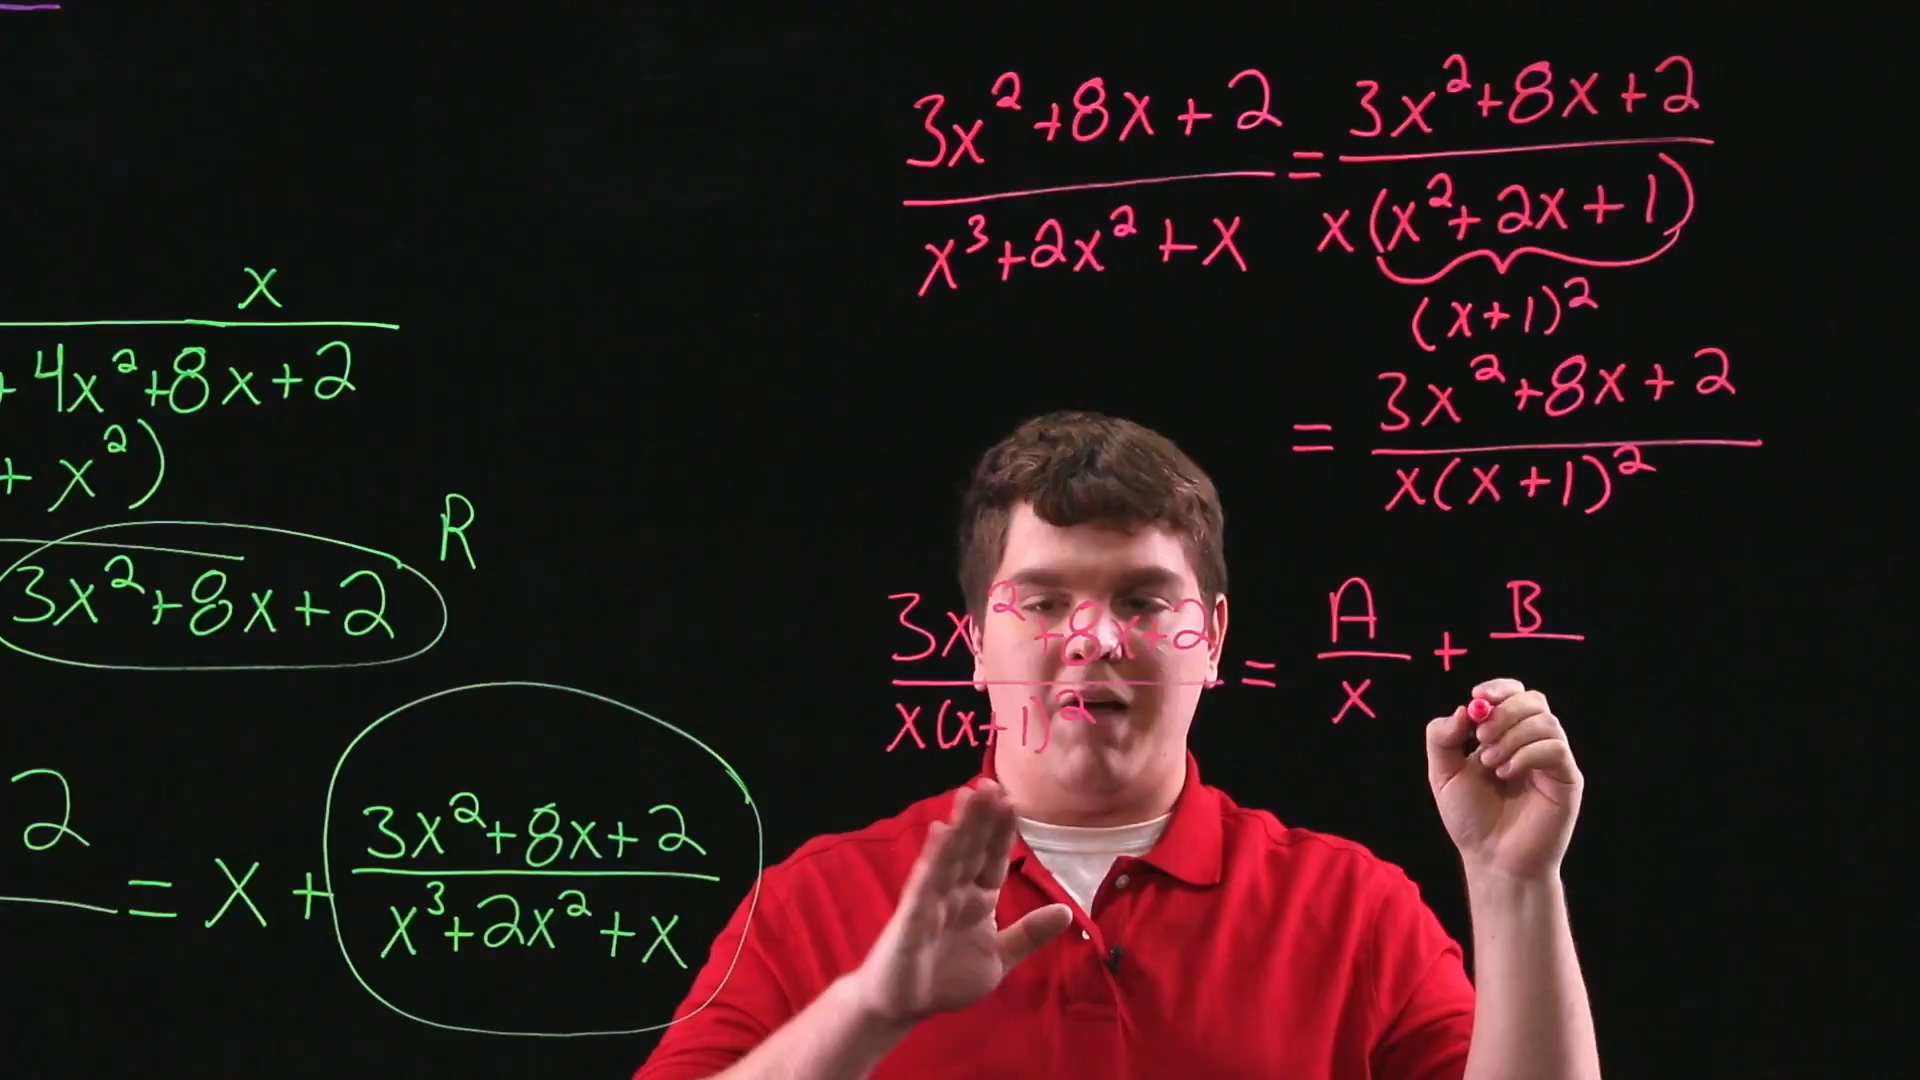 x
+ 4x²+8x+2
+ x²)
3x²+8x+2
R
2
= x + 3x²+8x+2 / x³+2x²+x
3x²+8x+2 / x³+2x²+x = 3x²+8x+2 / x(x²+2x+1)
(x+1)²
= 3x²+8x+2 / x(x+1)²
3x²+8x+2 / x(x+1)² = A / x + B